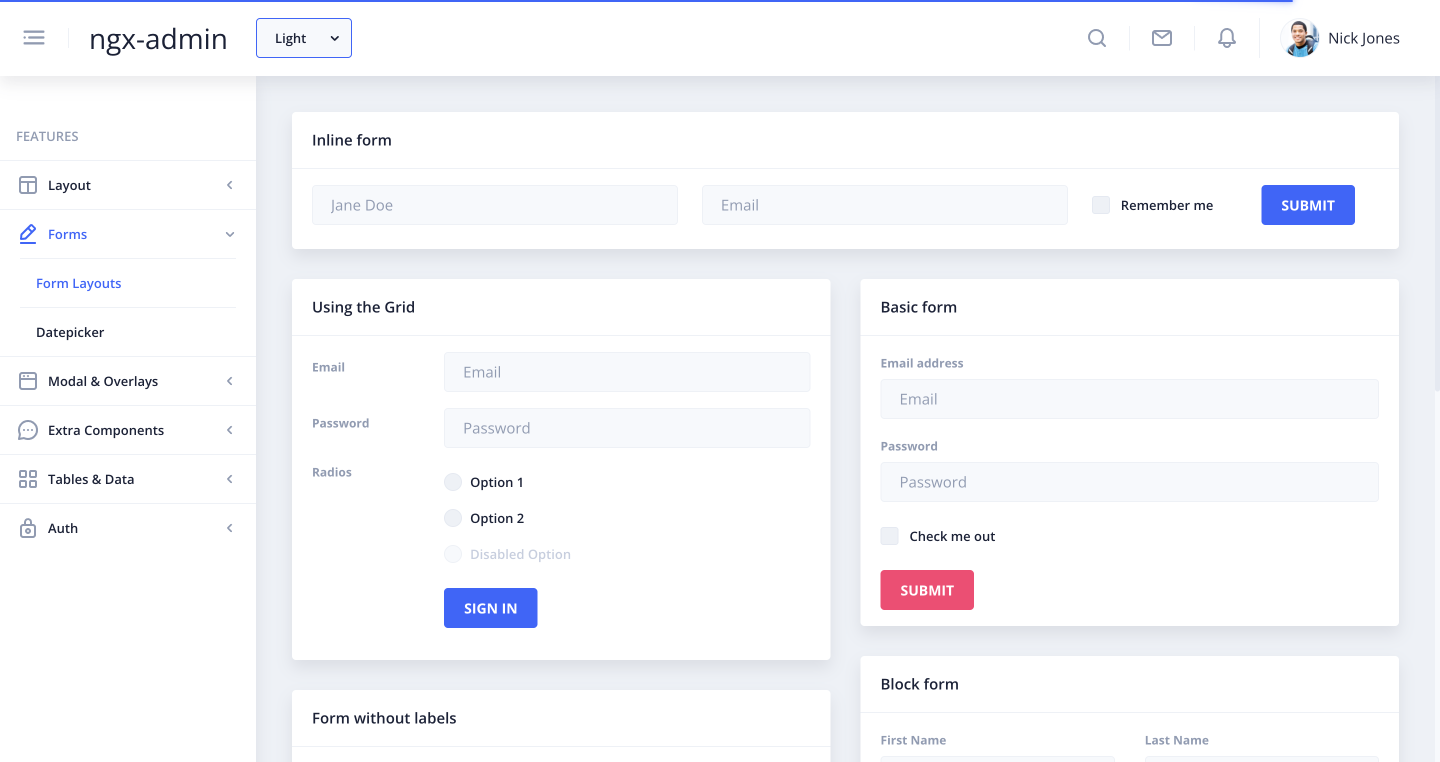 ngx-admin
Light
Nick Jones
FEATURES
Layout
Forms
Form Layouts
Datepicker
Modal & Overlays
Extra Components
Tables & Data
Auth
Inline form
Jane Doe
Email
Remember me
SUBMIT
Using the Grid
Email
Email
Password
Password
Radios
Option 1
Option 2
Disabled Option
SIGN IN
Form without labels
Basic form
Email address
Email
Password
Password
Check me out
SUBMIT
Block form
First Name
Last Name